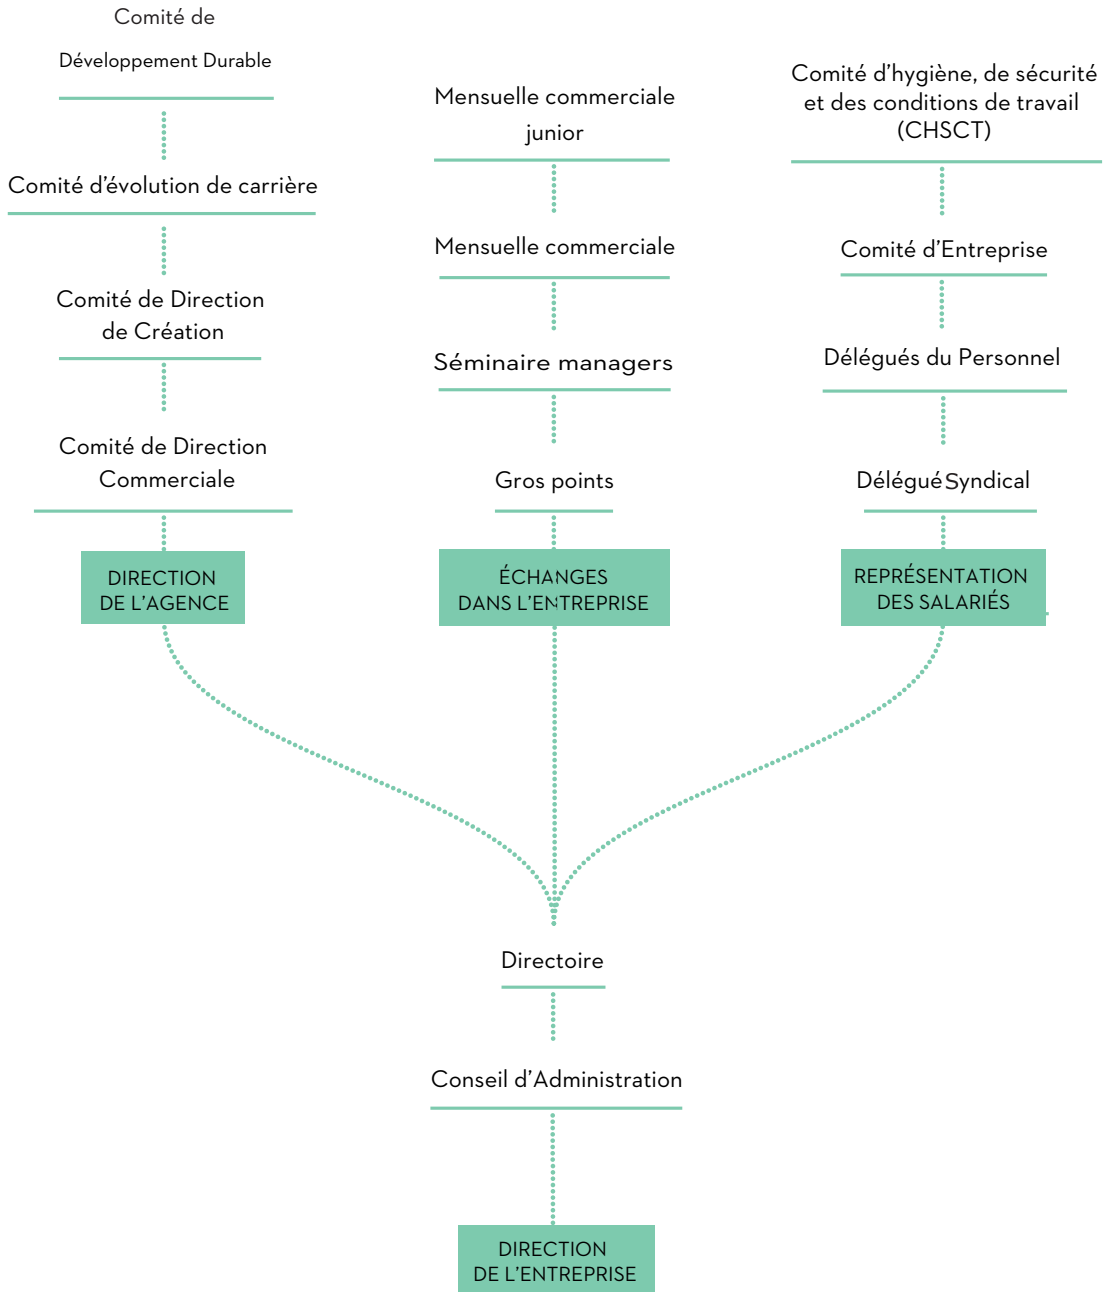 Comité de
Développement Durable
Comité d’évolution de carrière
Comité de Direction
de Création
Comité de Direction
Commerciale
DIRECTION
DE L’AGENCE
Mensuelle commerciale
junior
Mensuelle commerciale
Séminaire managers
Gros points
ÉCHANGES
DANS L’ENTREPRISE
Comité d’hygiène, de sécurité
et des conditions de travail
(CHSCT)
Comité d’Entreprise
Délégués du Personnel
Délégué Syndical
REPRÉSENTATION
DES SALARIÉS
Directoire
Conseil d’Administration
DIRECTION
DE L’ENTREPRISE